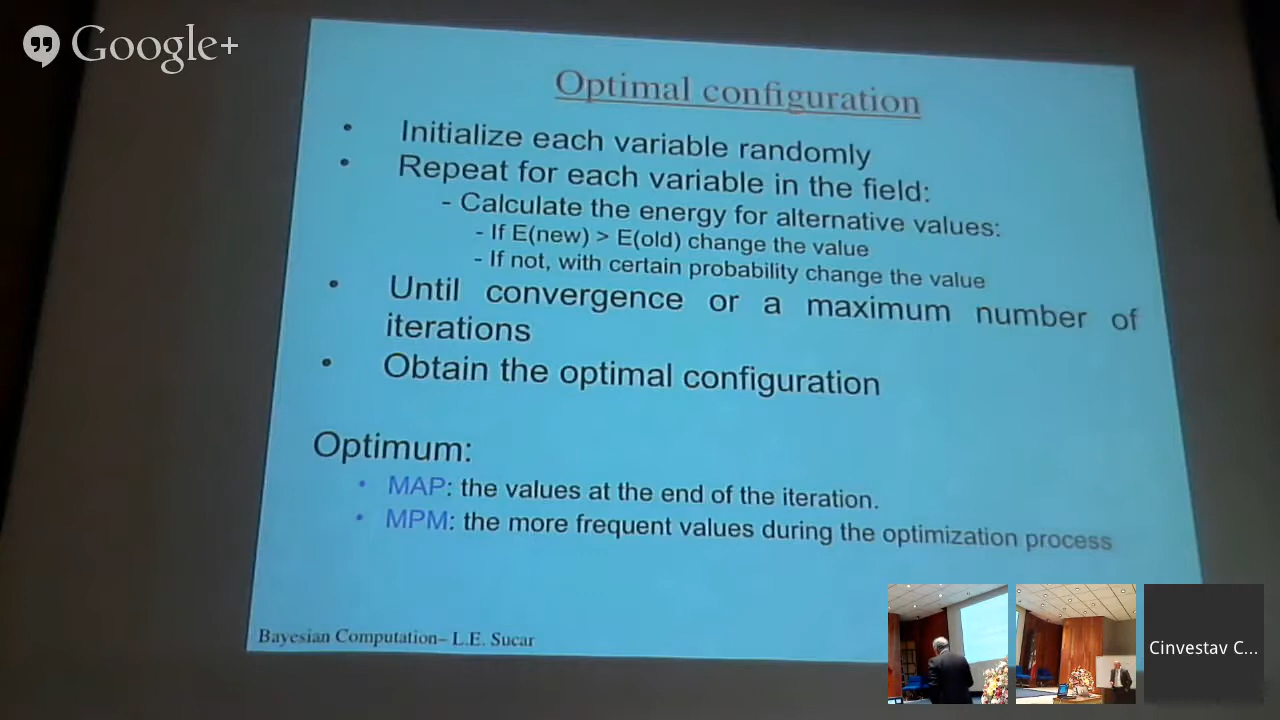 Google+
Optimal configuration
• Initialize each variable randomly
• Repeat for each variable in the field:
- Calculate the energy for alternative values:
- If E(new) > E(old) change the value
- If not, with certain probability change the value
• Until convergence or a maximum number of
iterations
• Obtain the optimal configuration
Optimum:
• MAP: the values at the end of the iteration.
• MPM: the more frequent values during the optimization process
Bayesian Computation– L.E. Sucar
Cinvestav C...